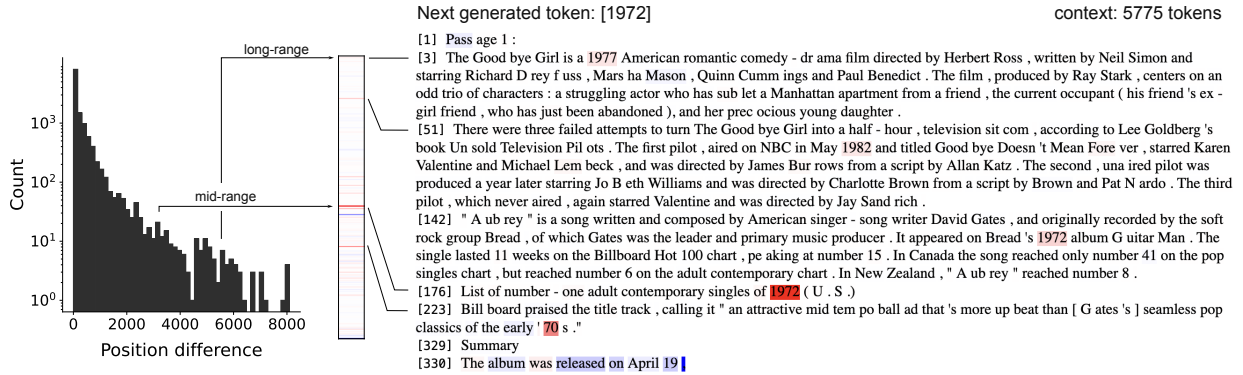 Next generated token: [1972]
context: 5775 tokens
long-range
mid-range
Count
10³
10²
10¹
10⁰
0 2000 4000 6000 8000
Position difference
[1] Pass age 1 :
[3] The Good bye Girl is a 1977 American romantic comedy - dr ama film directed by Herbert Ross , written by Neil Simon and
starring Richard D rey f uss , Mars ha Mason , Quinn Cumm ings and Paul Benedict . The film , produced by Ray Stark , centers on an
odd trio of characters : a struggling actor who has sub let a Manhattan apartment from a friend , the current occupant ( his friend 's ex -
girl friend , who has just been abandoned ), and her prec ocious young daughter .
[51] There were three failed attempts to turn The Good bye Girl into a half - hour , television sit com , according to Lee Goldberg 's
book Un sold Television Pil ots . The first pilot , aired on NBC in May 1982 and titled Good bye Doesn 't Mean Fore ver , starred Karen
Valentine and Michael Lem beck , and was directed by James Bur rows from a script by Allan Katz . The second , una ired pilot was
produced a year later starring Jo B eth Williams and was directed by Charlotte Brown from a script by Brown and Pat N ardo . The third
pilot , which never aired , again starred Valentine and was directed by Jay Sand rich .
[142] " A ub rey " is a song written and composed by American singer - song writer David Gates , and originally recorded by the soft
rock group Bread , of which Gates was the leader and primary music producer . It appeared on Bread 's 1972 album G uitar Man . The
single lasted 11 weeks on the Billboard Hot 100 chart , pe aking at number 15 . In Canada the song reached only number 41 on the pop
singles chart , but reached number 6 on the adult contemporary chart . In New Zealand , " A ub rey " reached number 8 .
[176] List of number - one adult contemporary singles of 1972 ( U . S .)
[223] Bill board praised the title track , calling it " an attractive mid tem po ball ad that 's more up beat than [ G ates 's ] seamless pop
classics of the early ' 70 s ."
[329] Summary
[330] The album was released on April 19